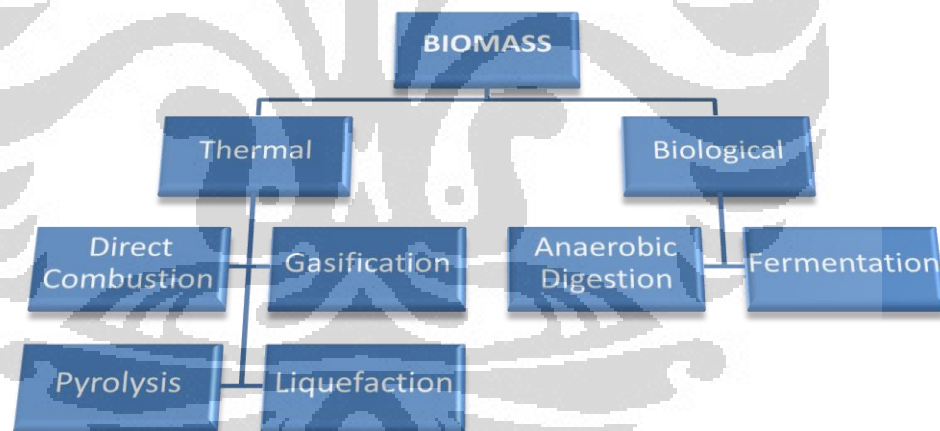 BIOMASS
Thermal
Biological
Direct
Combustion
Gasification
Anaerobic
Digestion
Fermentation
Pyrolysis
Liquefaction